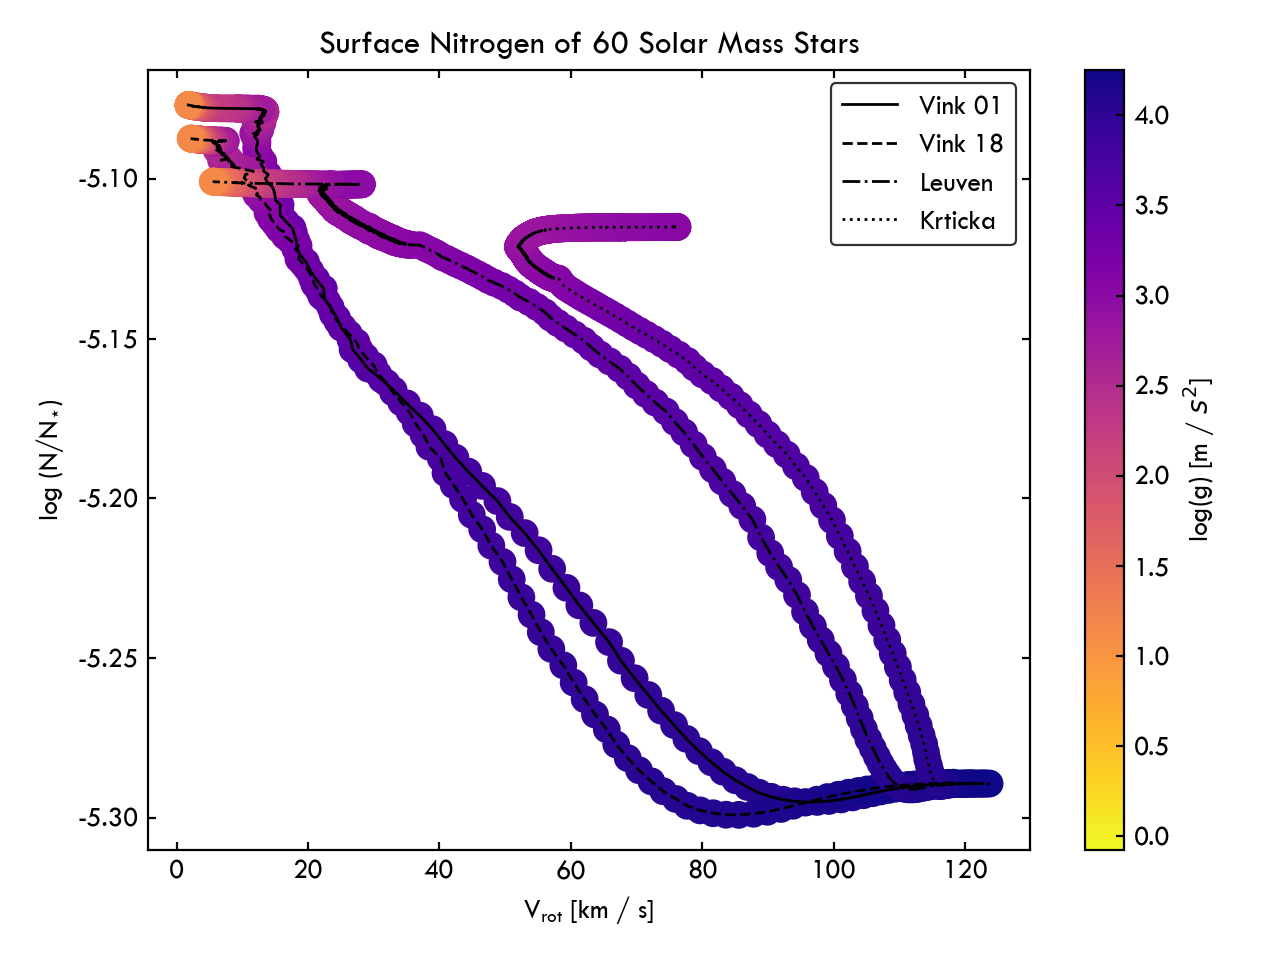 Surface Nitrogen of 60 Solar Mass Stars
Vink 01
Vink 18
Leuven
Krticka
-5.10
-5.15
-5.20
-5.25
-5.30
log (N/N⋆)
0 20 40 60 80 100 120
V_rot [km / s]
4.0
3.5
3.0
2.5
2.0
1.5
1.0
0.5
0.0
log(g) [m / s²]